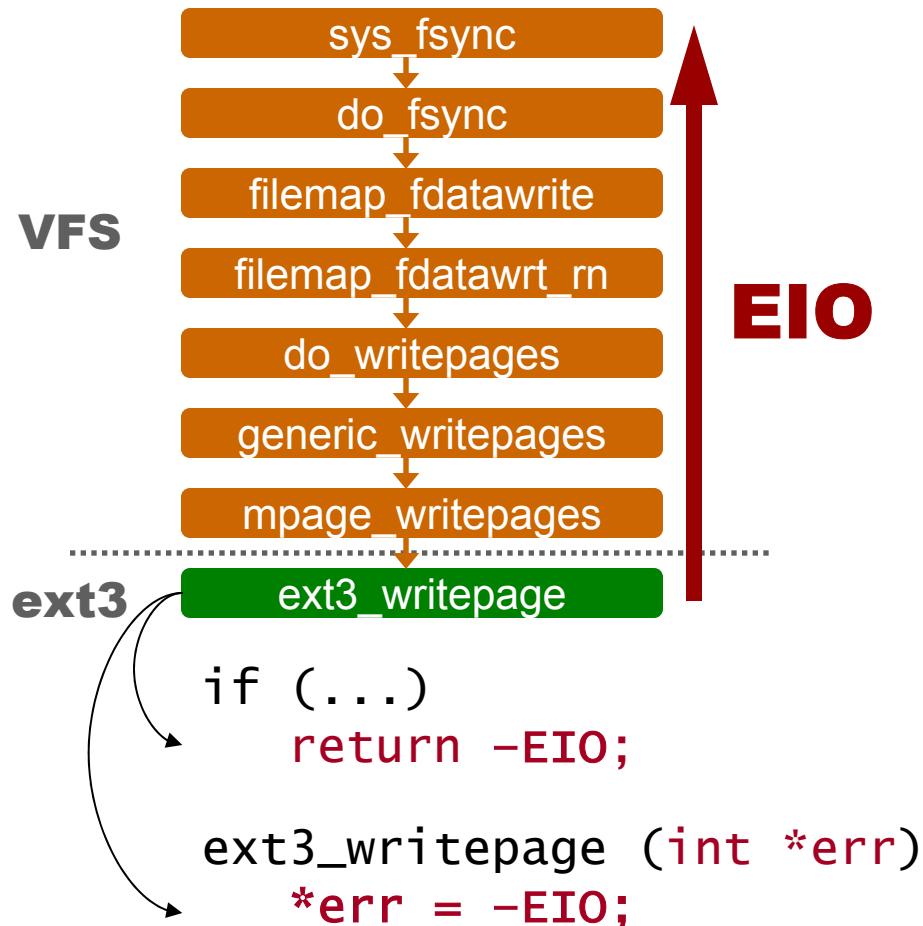 sys_fsync
do_fsync
filemap_fdatawrite
VFS
filemap_fdatawrt_rn
EIO
do_writepages
generic_writepages
mpage_writepages
ext3
ext3_writepage
if (...)
return –EIO;
ext3_writepage (int *err)
*err = –EIO;